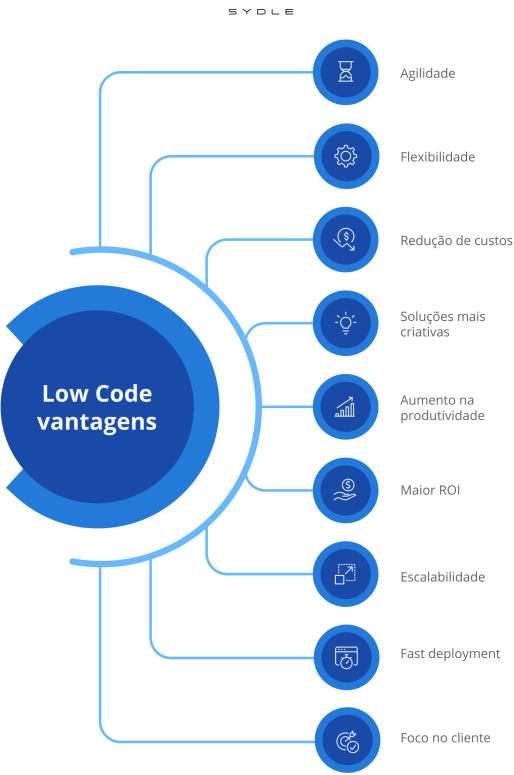 SYDLE
Agilidade
Flexibilidade
Redução de custos
Soluções mais
criativas
Low Code
vantagens
Aumento na
produtividade
Maior ROI
Escalabilidade
Fast deployment
Foco no cliente